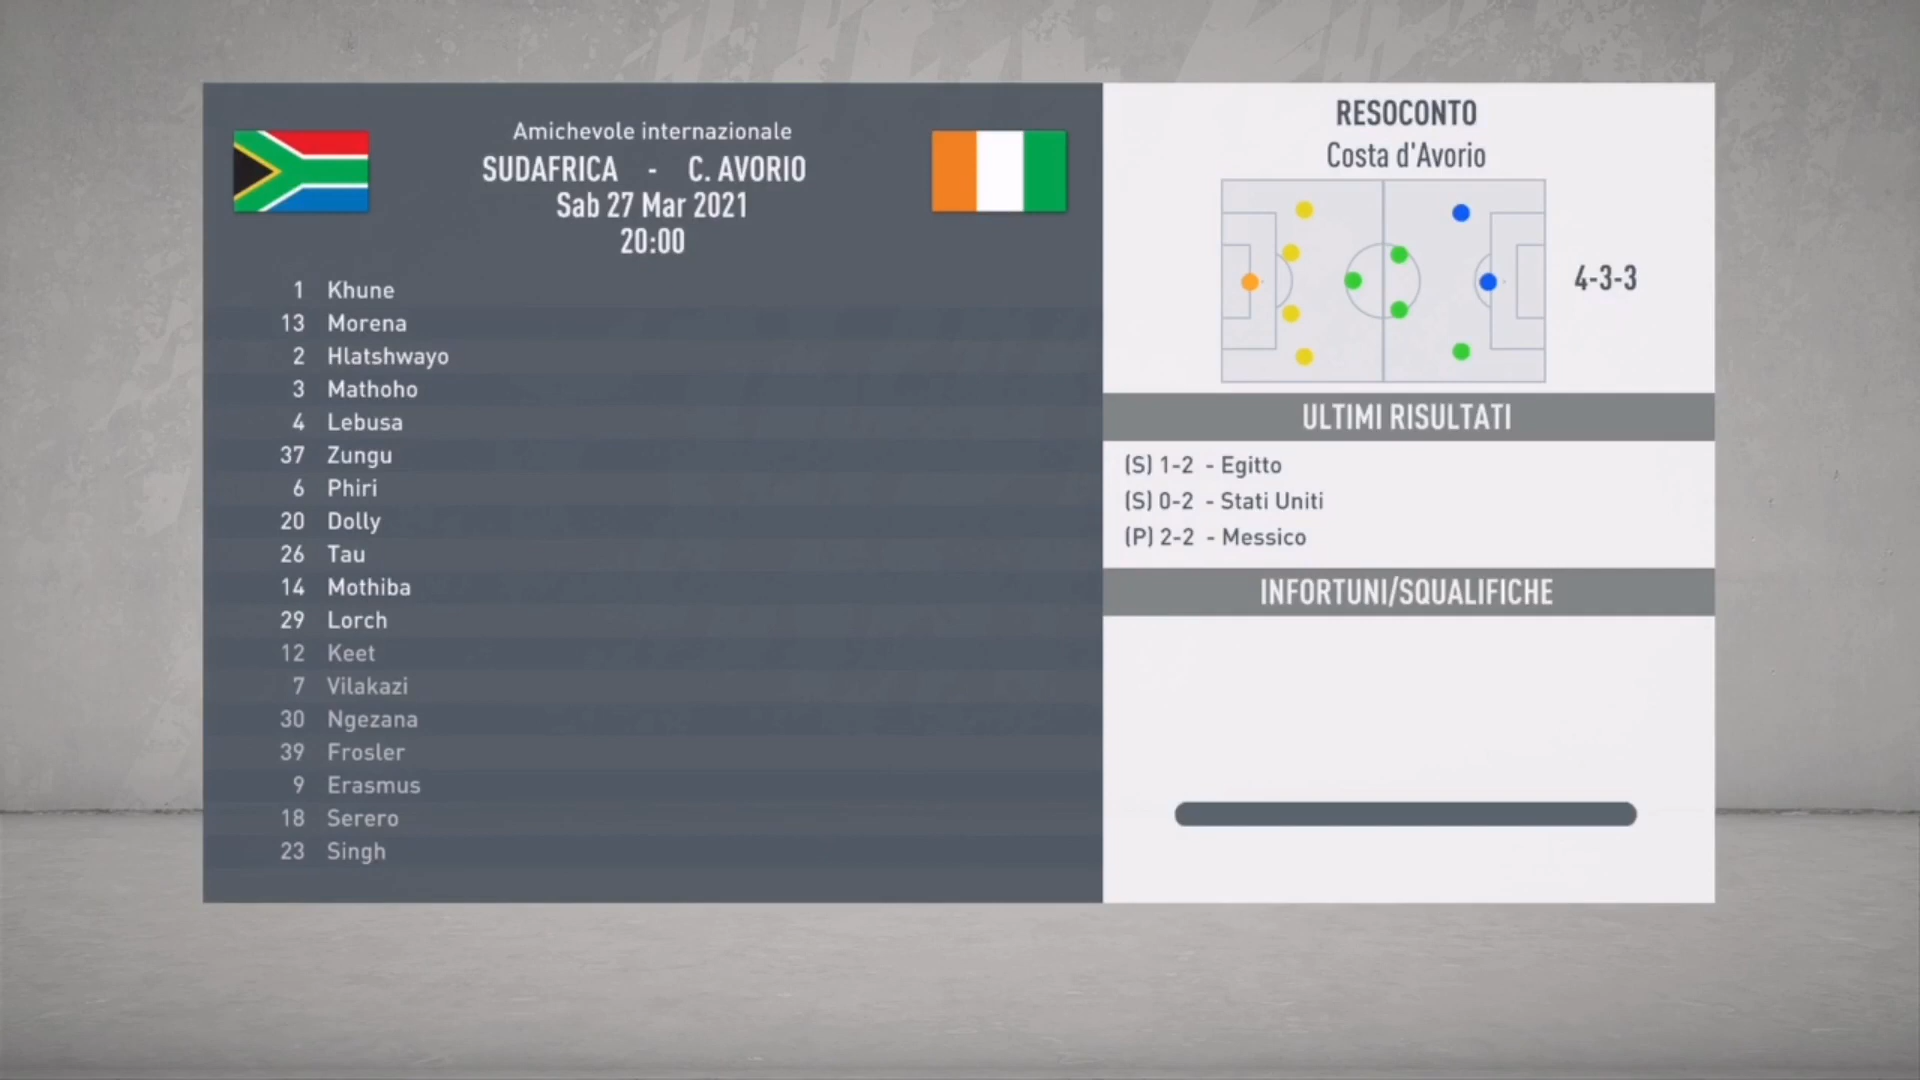 Amichevole internazionale
SUDAFRICA - C. AVORIO
Sab 27 Mar 2021
20:00
1 Khune
13 Morena
2 Hlatshwayo
3 Mathoho
4 Lebusa
37 Zungu
6 Phiri
20 Dolly
26 Tau
14 Mothiba
29 Lorch
12 Keet
7 Vilakazi
30 Ngezana
39 Frosler
9 Erasmus
18 Serero
23 Singh
RESOCONTO
Costa d'Avorio
4-3-3
ULTIMI RISULTATI
(S) 1-2 - Egitto
(S) 0-2 - Stati Uniti
(P) 2-2 - Messico
INFORTUNI/SQUALIFICHE